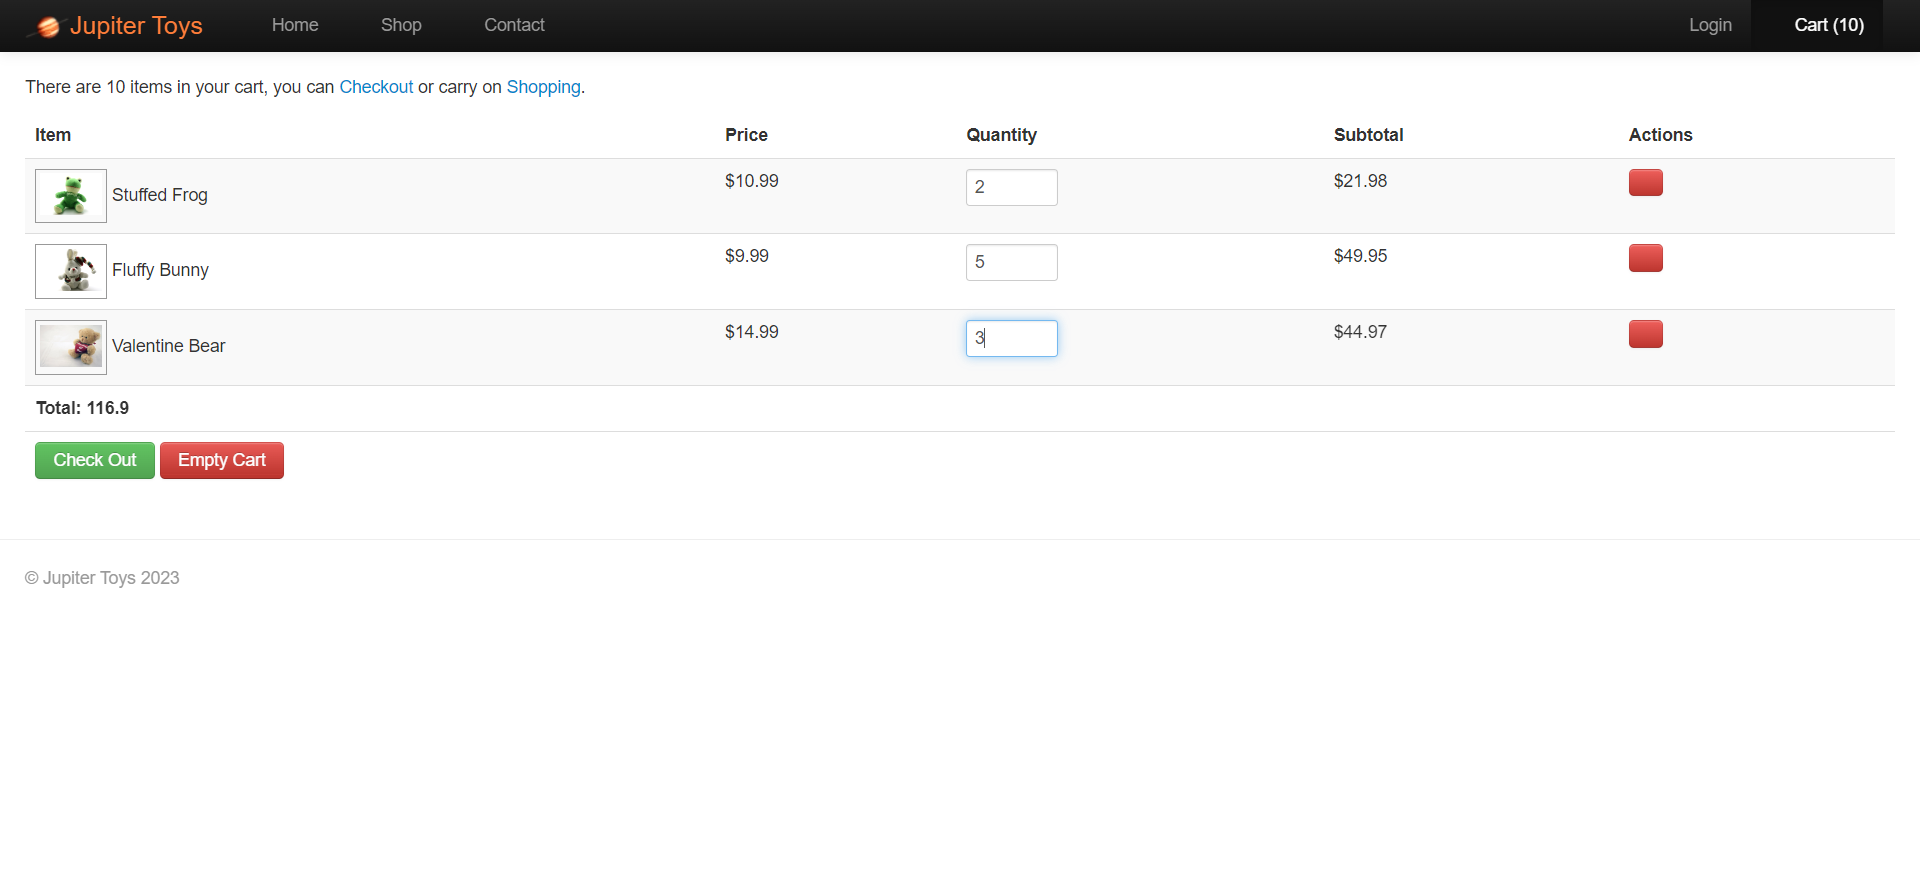 Jupiter Toys Home Shop Contact Login Cart (10)
There are 10 items in your cart, you can Checkout or carry on Shopping.
Item Price Quantity Subtotal Actions
Stuffed Frog $10.99 2 $21.98
Fluffy Bunny $9.99 5 $49.95
Valentine Bear $14.99 3 $44.97
Total: 116.9
Check Out Empty Cart
© Jupiter Toys 2023